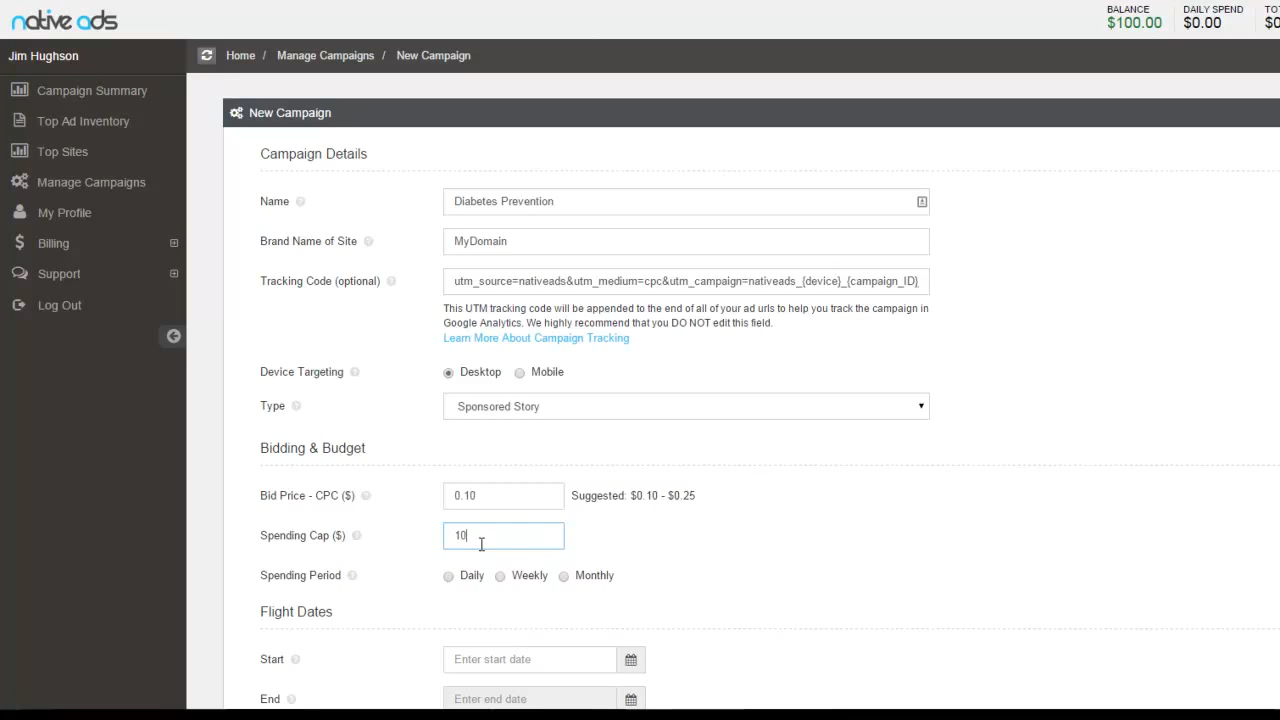 native ads
BALANCE
$100.00
DAILY SPEND
$0.00
Jim Hughson
Home / Manage Campaigns / New Campaign
Campaign Summary
Top Ad Inventory
Top Sites
Manage Campaigns
My Profile
Billing
Support
Log Out
New Campaign
Campaign Details
Name
Diabetes Prevention
Brand Name of Site
MyDomain
Tracking Code (optional)
utm_source=nativeads&utm_medium=cpc&utm_campaign=nativeads_{device}_{campaign_ID}
This UTM tracking code will be appended to the end of all of your ad urls to help you track the campaign in
Google Analytics. We highly recommend that you DO NOT edit this field.
Learn More About Campaign Tracking
Device Targeting
Desktop Mobile
Type
Sponsored Story
Bidding & Budget
Bid Price - CPC ($)
0.10
Suggested: $0.10 - $0.25
Spending Cap ($)
10
Spending Period
Daily Weekly Monthly
Flight Dates
Start
Enter start date
End
Enter end date